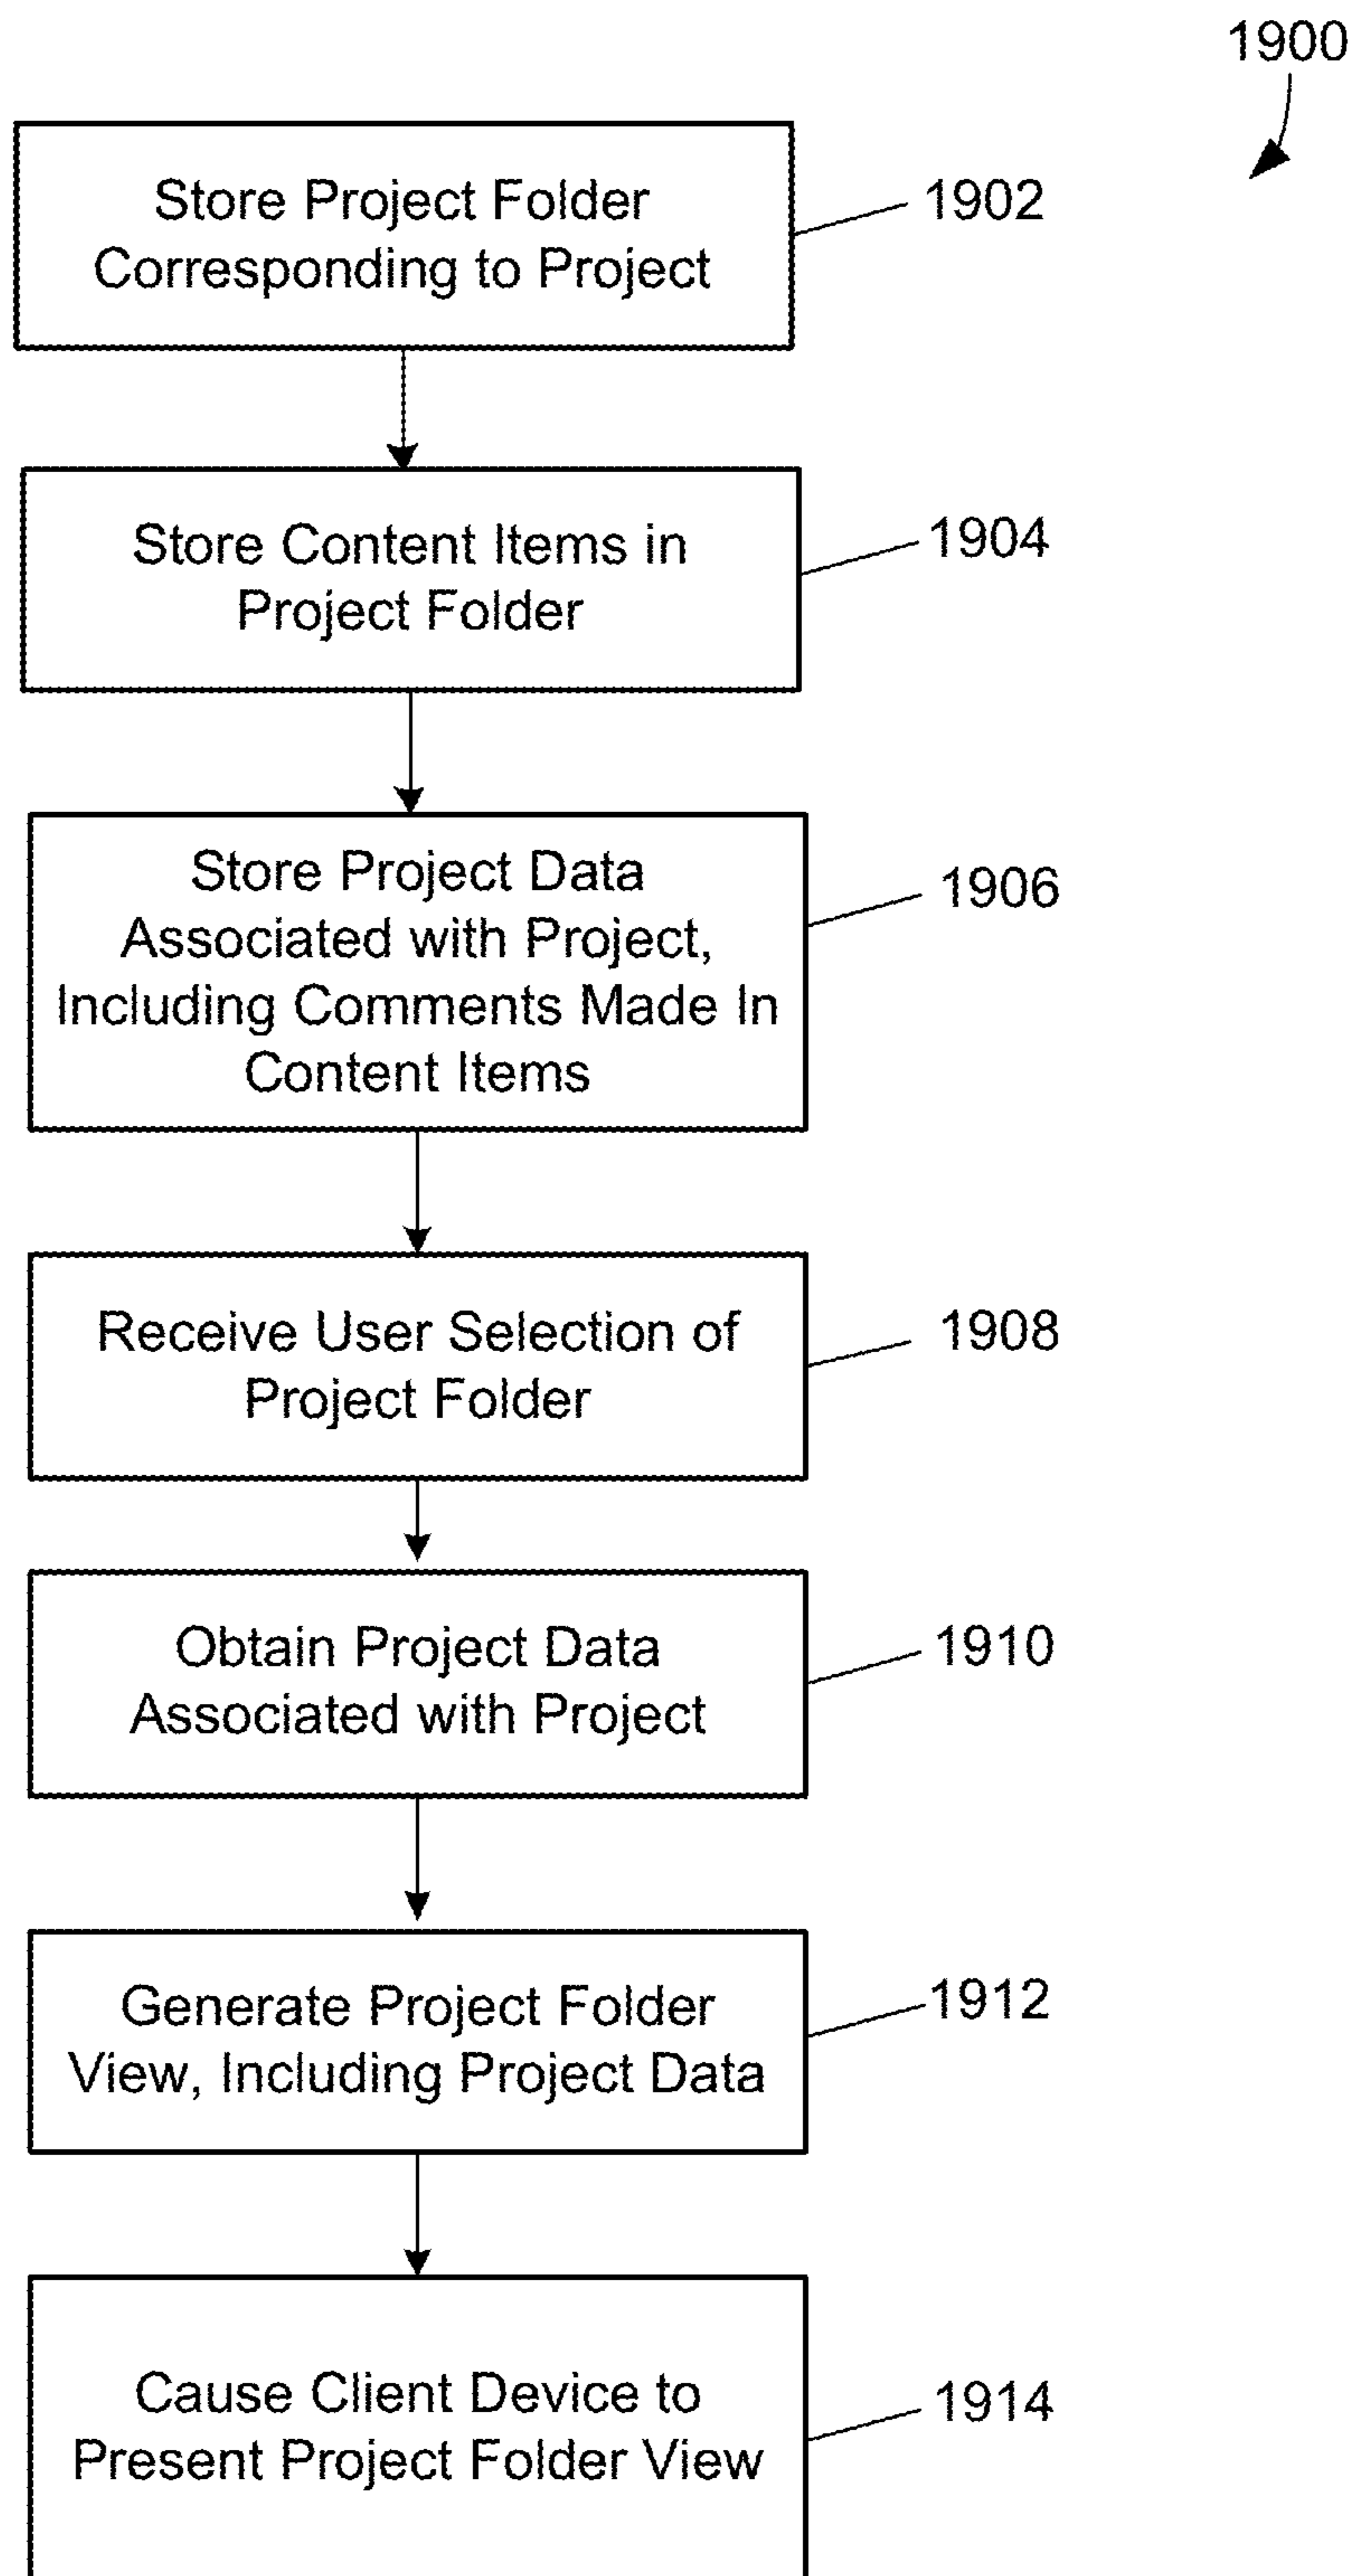 1900
Store Project Folder
Corresponding to Project
1902
Store Content Items in
Project Folder
1904
Store Project Data
Associated with Project,
Including Comments Made In
Content Items
1906
Receive User Selection of
Project Folder
1908
Obtain Project Data
Associated with Project
1910
Generate Project Folder
View, Including Project Data
1912
Cause Client Device to
Present Project Folder View
1914